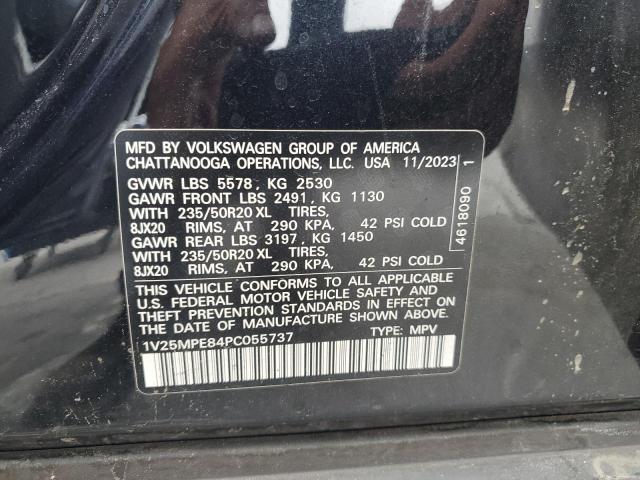 MFD BY VOLKSWAGEN GROUP OF AMERICA
CHATTANOOGA OPERATIONS, LLC. USA 11/2023
GVWR LBS 5578, KG 2530
GAWR FRONT LBS 2491, KG 1130
WITH 235/50R20 XL TIRES,
8JX20 RIMS, AT 290 KPA, 42 PSI COLD
GAWR REAR LBS 3197, KG 1450
WITH 235/50R20 XL TIRES,
8JX20 RIMS, AT 290 KPA, 42 PSI COLD
THIS VEHICLE CONFORMS TO ALL APPLICABLE
U.S. FEDERAL MOTOR VEHICLE SAFETY AND
THEFT PREVENTION STANDARDS IN EFFECT ON
THE DATE OF MANUFACTURE SHOWN ABOVE.
1V25MPE84PC055737 TYPE: MPV
4618090 1